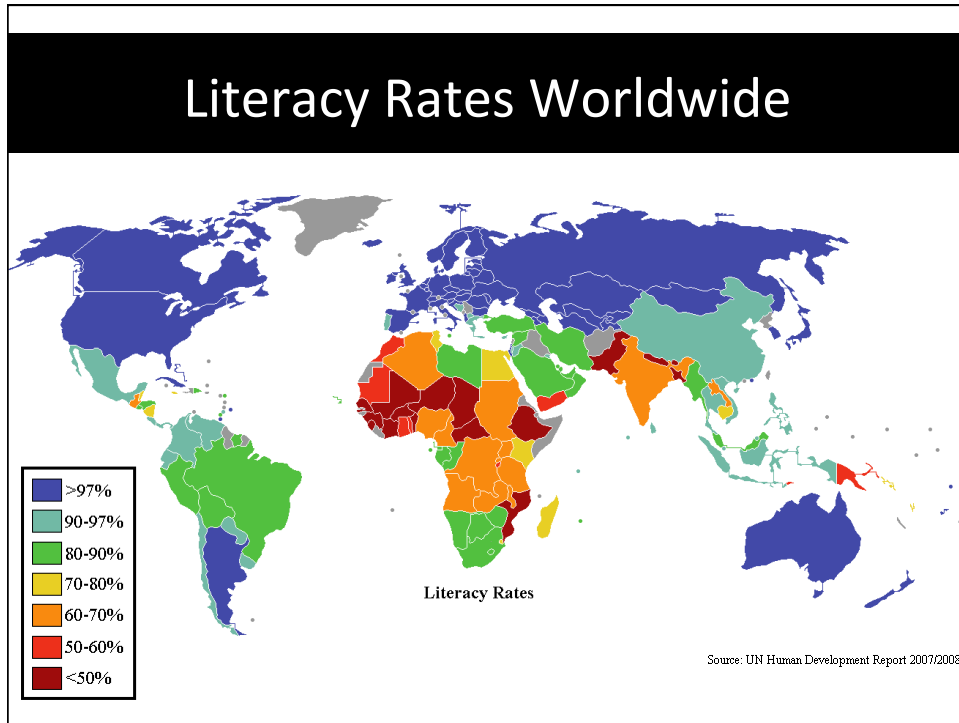 Literacy Rates Worldwide
>97%
90-97%
80-90%
70-80%
60-70%
50-60%
<50%
Literacy Rates
Source: UN Human Development Report 2007/2008